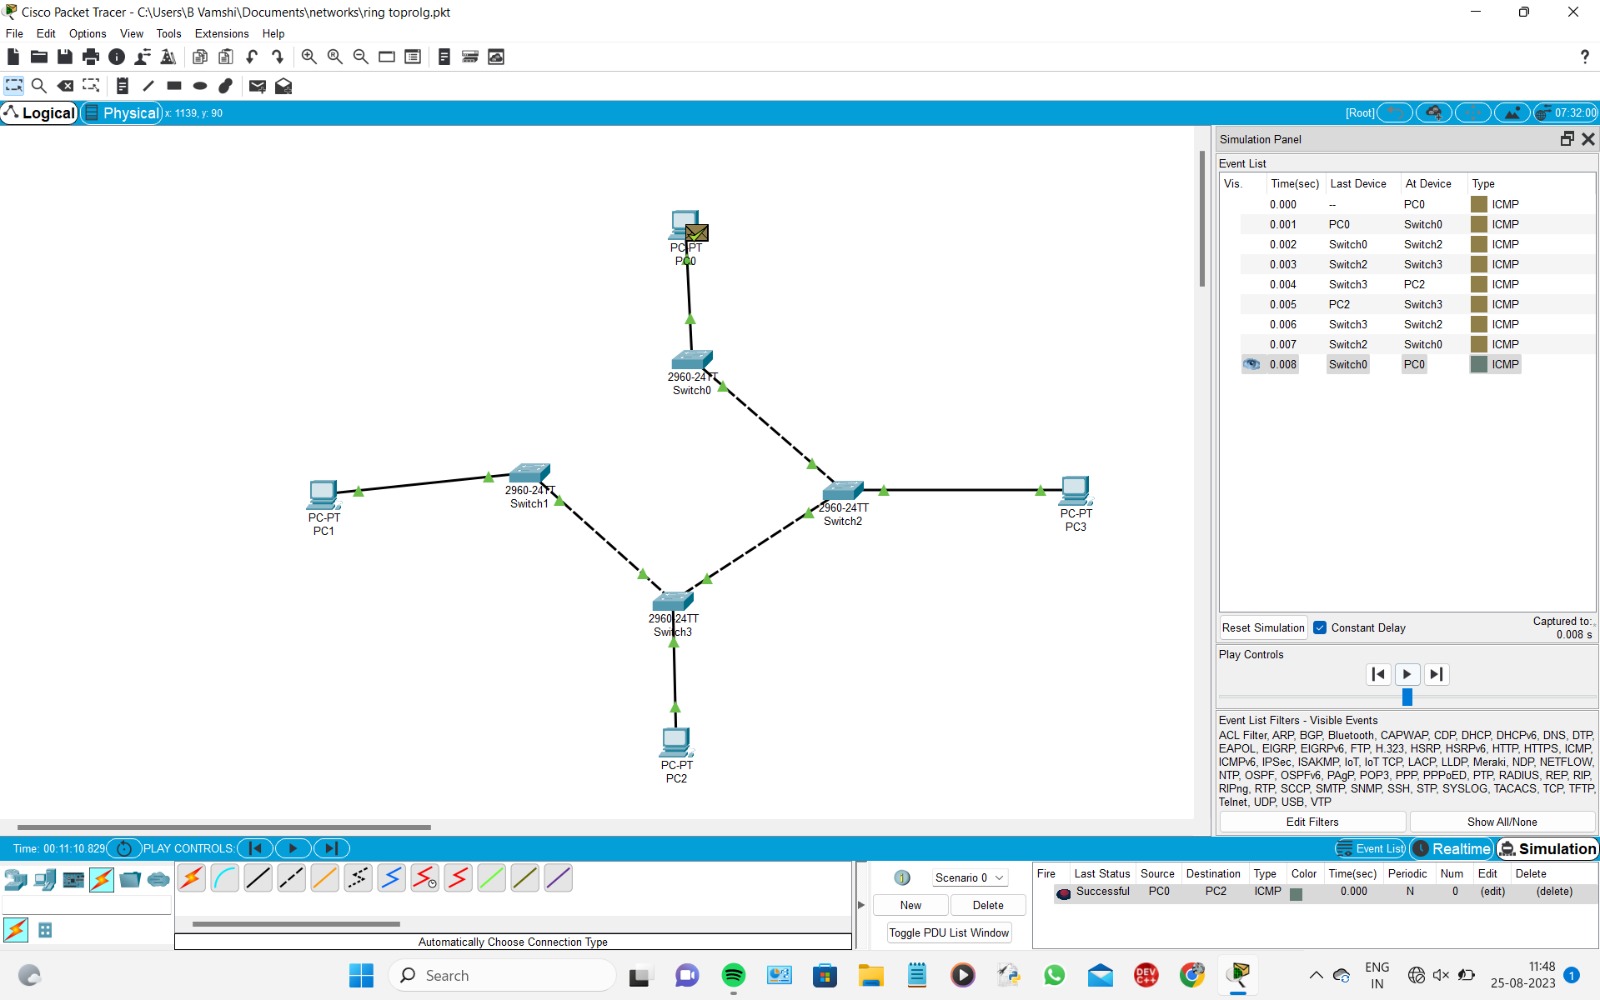 Cisco Packet Tracer - C:\Users\B Vamshi\Documents\networks\ring toprolg.pkt
File Edit Options View Tools Extensions Help
?
Logical Physical x: 1139, y: 90 [Root] 07:32:00
Simulation Panel
Event List
Vis. Time(sec) Last Device At Device Type
0.000 -- PC0 ICMP
0.001 PC0 Switch0 ICMP
0.002 Switch0 Switch2 ICMP
0.003 Switch2 Switch3 ICMP
0.004 Switch3 PC2 ICMP
0.005 PC2 Switch3 ICMP
0.006 Switch3 Switch2 ICMP
0.007 Switch2 Switch0 ICMP
0.008 Switch0 PC0 ICMP
PC-PT
PC0
2960-24TT
Switch0
2960-24TT
Switch1
PC-PT
PC1
2960-24TT
Switch2
PC-PT
PC3
2960-24TT
Switch3
PC-PT
PC2
Reset Simulation Constant Delay Captured to:
0.008 s
Play Controls
Event List Filters - Visible Events
ACL Filter, ARP, BGP, Bluetooth, CAPWAP, CDP, DHCP, DHCPv6, DNS, DTP,
EAPOL, EIGRP, EIGRPv6, FTP, H.323, HSRP, HSRPv6, HTTP, HTTPS, ICMP,
ICMPv6, IPSec, ISAKMP, IoT, IoT TCP, LACP, LLDP, Meraki, NDP, NETFLOW,
NTP, OSPF, OSPFv6, PAgP, POP3, PPP, PPPoED, PTP, RADIUS, REP, RIP,
RIPng, RTP, SCCP, SMTP, SNMP, SSH, STP, SYSLOG, TACACS, TCP, TFTP,
Telnet, UDP, USB, VTP
Edit Filters Show All/None
Time: 00:11:10.829 PLAY CONTROLS: Event List Realtime Simulation
Scenario 0
New Delete
Toggle PDU List Window
Fire Last Status Source Destination Type Color Time(sec) Periodic Num Edit Delete
Successful PC0 PC2 ICMP 0.000 N 0 (edit) (delete)
Automatically Choose Connection Type
Search
DEV C++
ENG
IN
11:48
25-08-2023
1